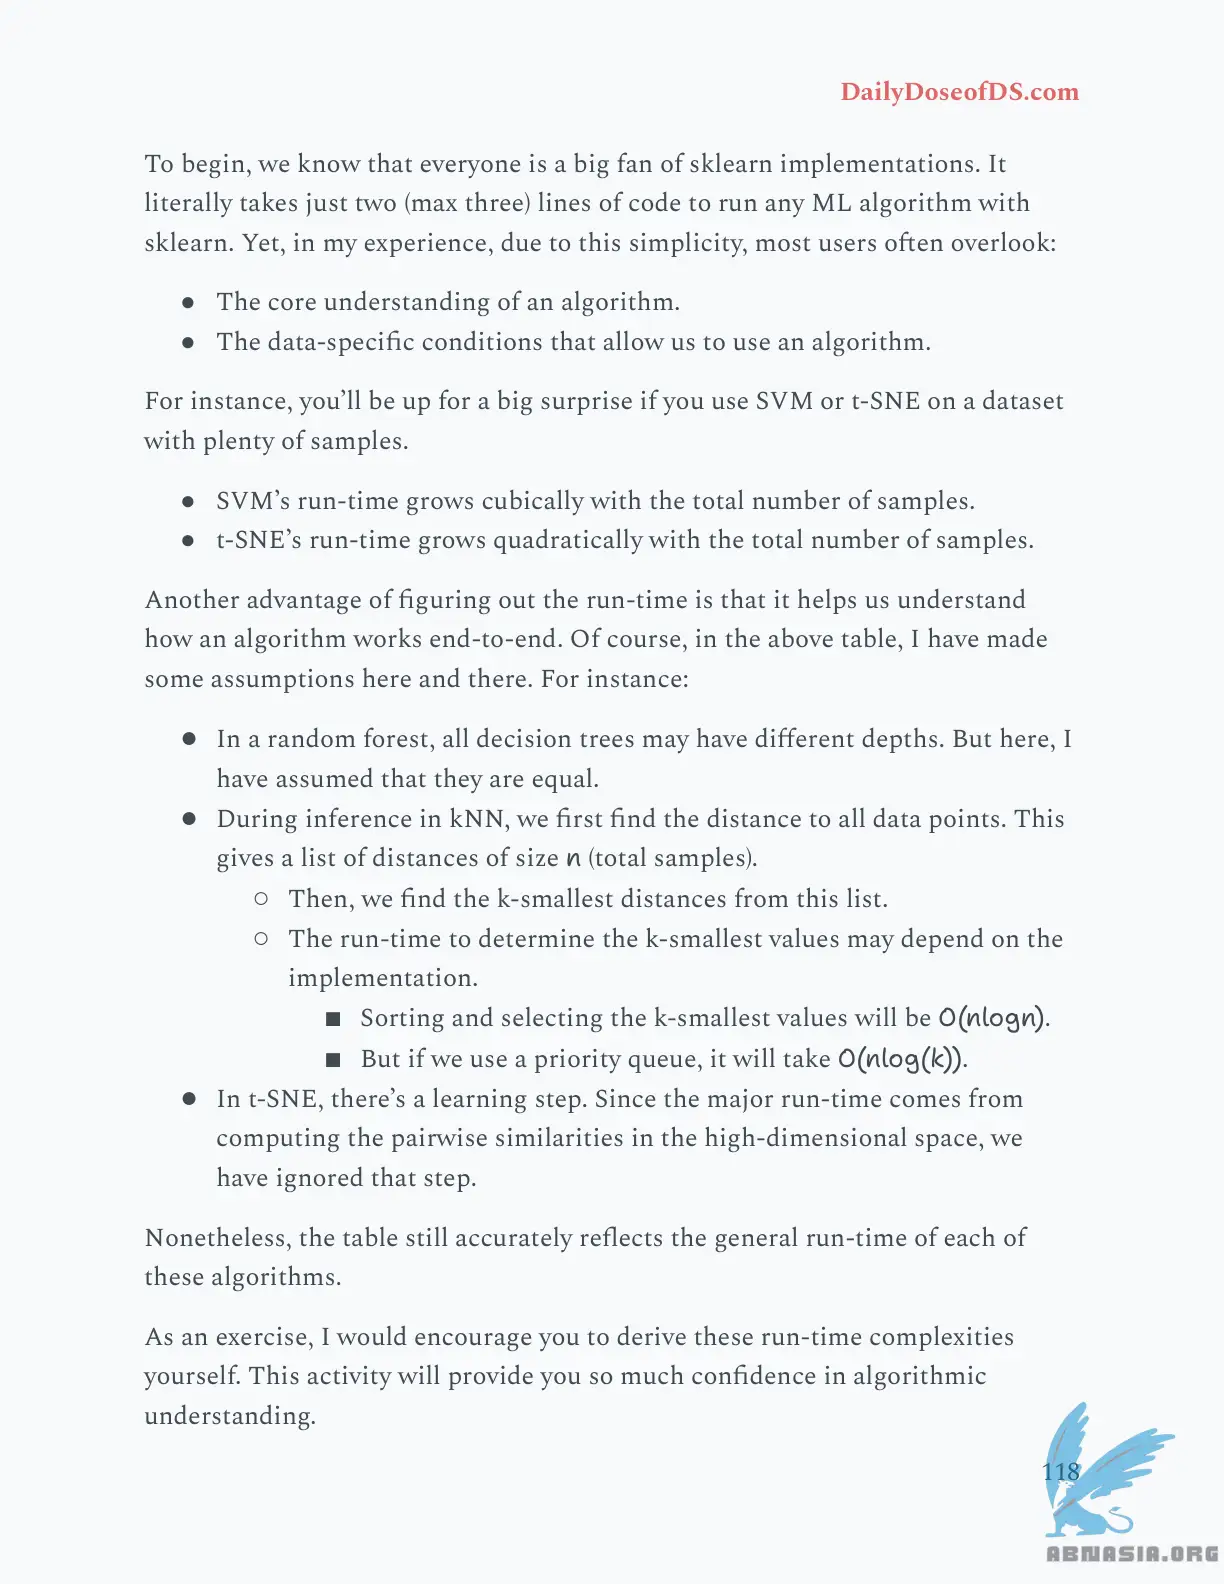 DailyDoseofDS.com
To begin, we know that everyone is a big fan of sklearn implementations. It
literally takes just two (max three) lines of code to run any ML algorithm with
sklearn. Yet, in my experience, due to this simplicity, most users often overlook:
● The core understanding of an algorithm.
● The data-specific conditions that allow us to use an algorithm.
For instance, you’ll be up for a big surprise if you use SVM or t-SNE on a dataset
with plenty of samples.
● SVM’s run-time grows cubically with the total number of samples.
● t-SNE’s run-time grows quadratically with the total number of samples.
Another advantage of figuring out the run-time is that it helps us understand
how an algorithm works end-to-end. Of course, in the above table, I have made
some assumptions here and there. For instance:
● In a random forest, all decision trees may have different depths. But here, I
have assumed that they are equal.
● During inference in kNN, we first find the distance to all data points. This
gives a list of distances of size n (total samples).
○ Then, we find the k-smallest distances from this list.
○ The run-time to determine the k-smallest values may depend on the
implementation.
■ Sorting and selecting the k-smallest values will be O(nlogn).
■ But if we use a priority queue, it will take O(nlog(k)).
● In t-SNE, there’s a learning step. Since the major run-time comes from
computing the pairwise similarities in the high-dimensional space, we
have ignored that step.
Nonetheless, the table still accurately reflects the general run-time of each of
these algorithms.
As an exercise, I would encourage you to derive these run-time complexities
yourself. This activity will provide you so much confidence in algorithmic
understanding.
118
ABNASIA.ORG